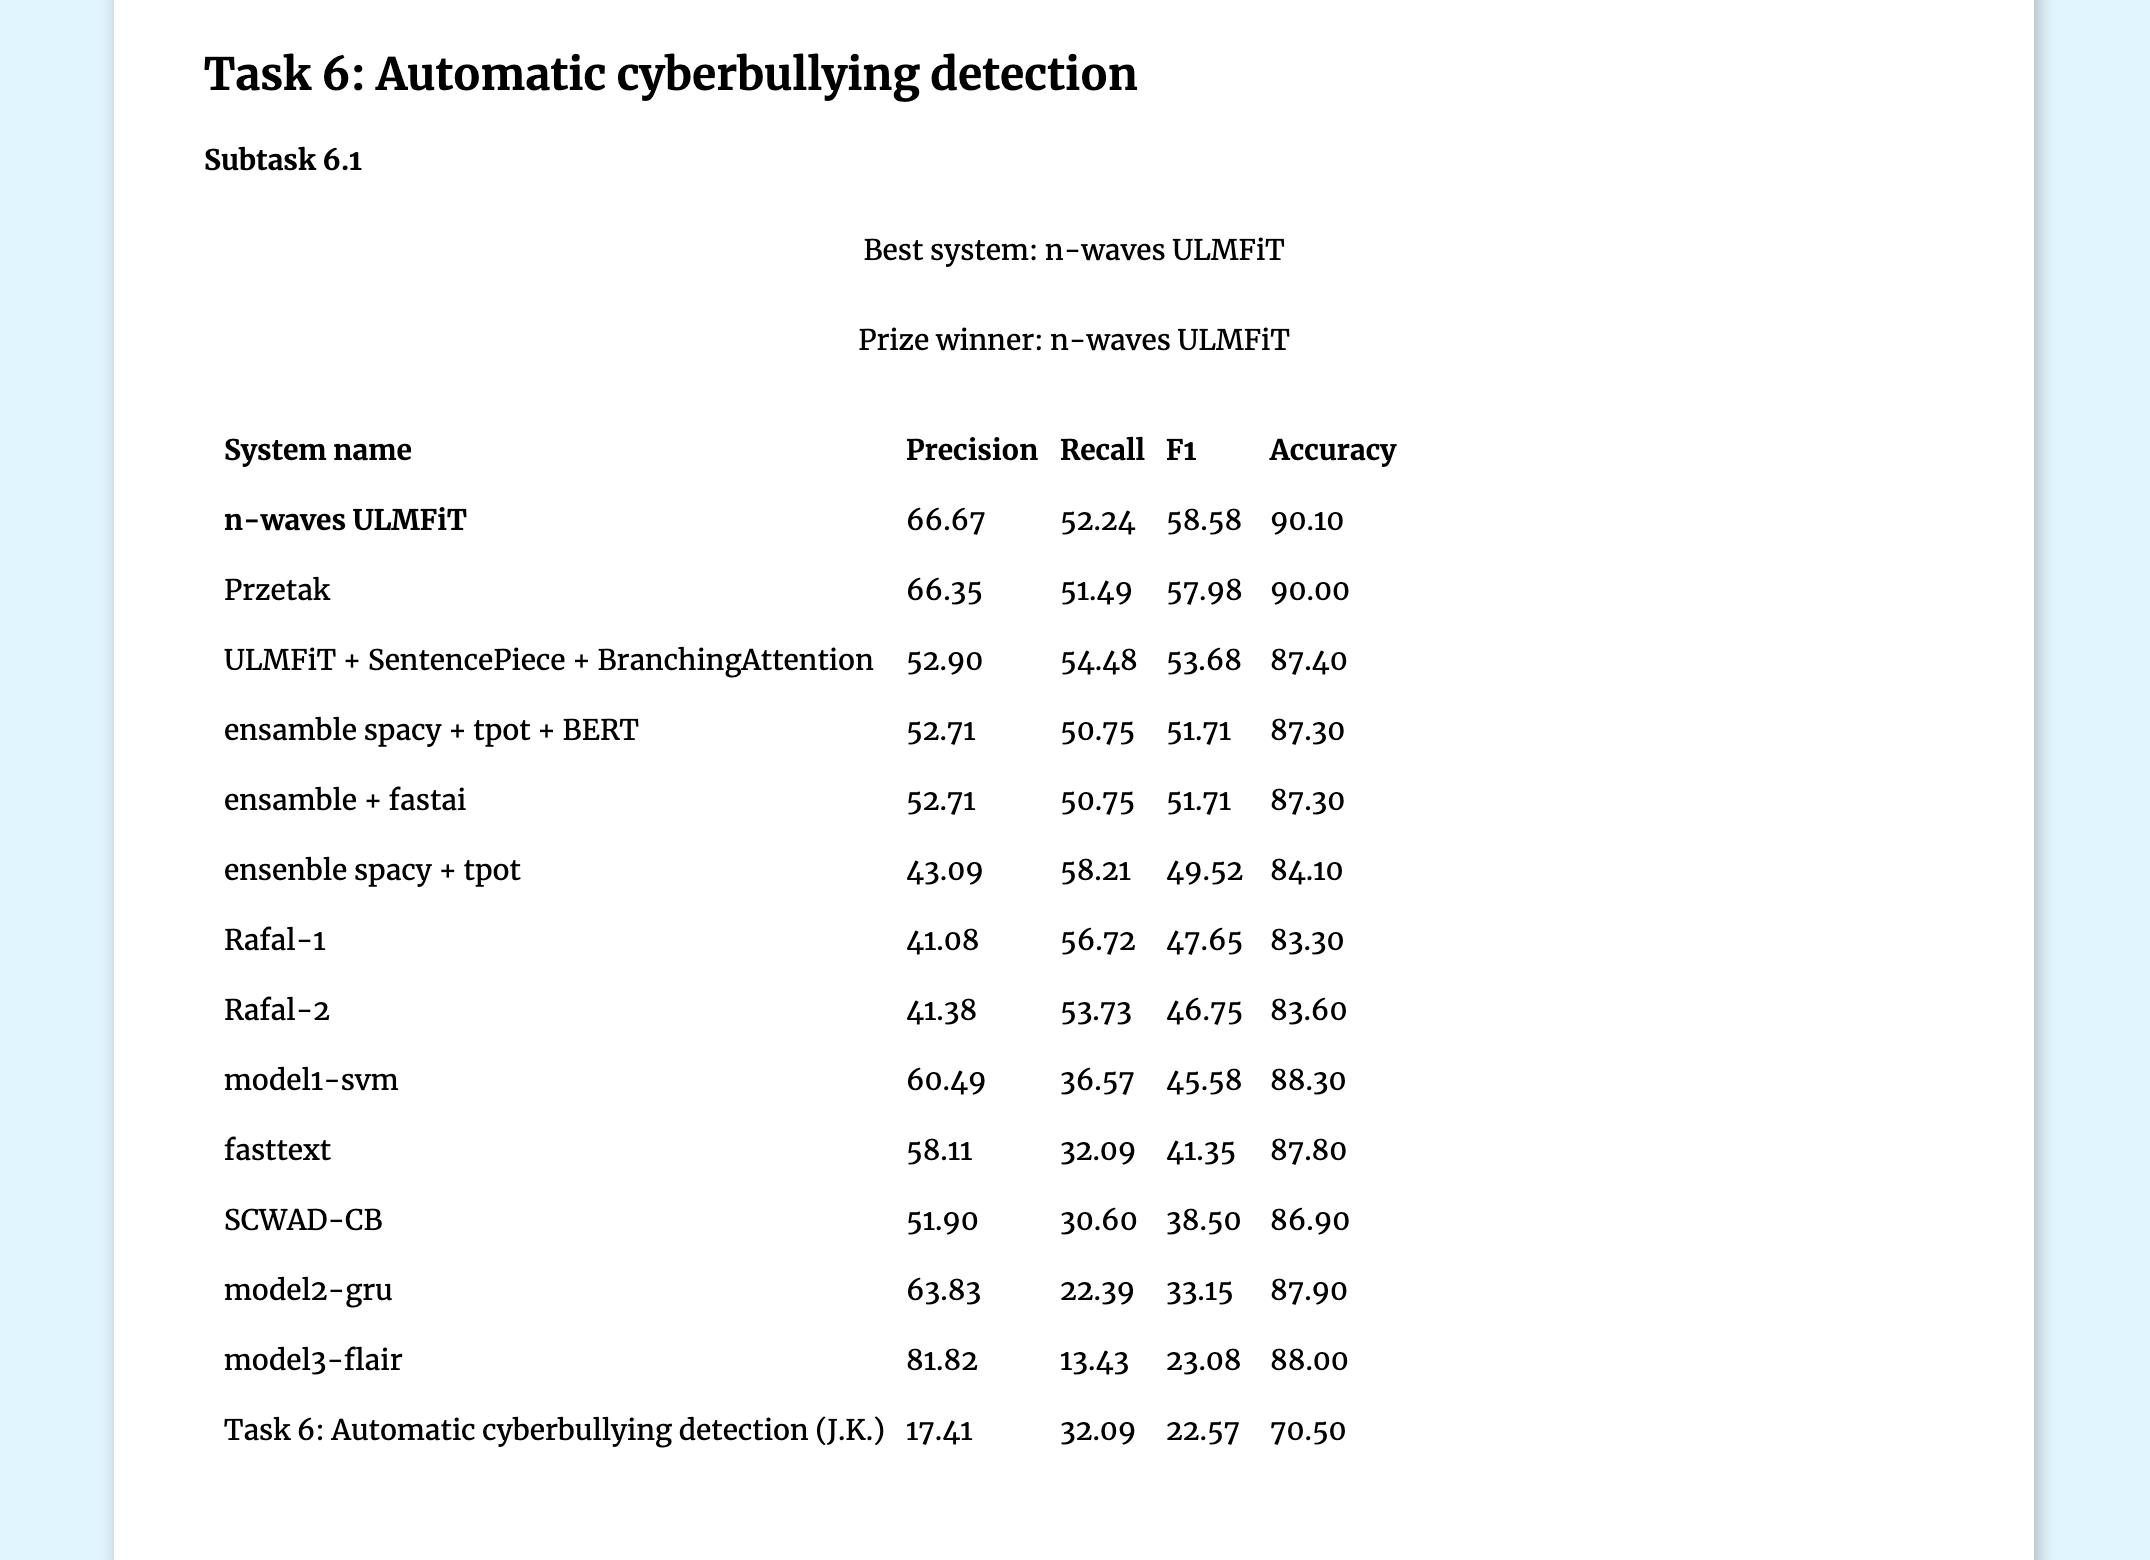 Task 6: Automatic cyberbullying detection
Subtask 6.1
Best system: n-waves ULMFiT
Prize winner: n-waves ULMFiT
System name Precision Recall F1 Accuracy
n-waves ULMFiT 66.67 52.24 58.58 90.10
Przetak 66.35 51.49 57.98 90.00
ULMFiT + SentencePiece + BranchingAttention 52.90 54.48 53.68 87.40
ensamble spacy + tpot + BERT 52.71 50.75 51.71 87.30
ensamble + fastai 52.71 50.75 51.71 87.30
ensenble spacy + tpot 43.09 58.21 49.52 84.10
Rafal-1 41.08 56.72 47.65 83.30
Rafal-2 41.38 53.73 46.75 83.60
model1-svm 60.49 36.57 45.58 88.30
fasttext 58.11 32.09 41.35 87.80
SCWAD-CB 51.90 30.60 38.50 86.90
model2-gru 63.83 22.39 33.15 87.90
model3-flair 81.82 13.43 23.08 88.00
Task 6: Automatic cyberbullying detection (J.K.) 17.41 32.09 22.57 70.50